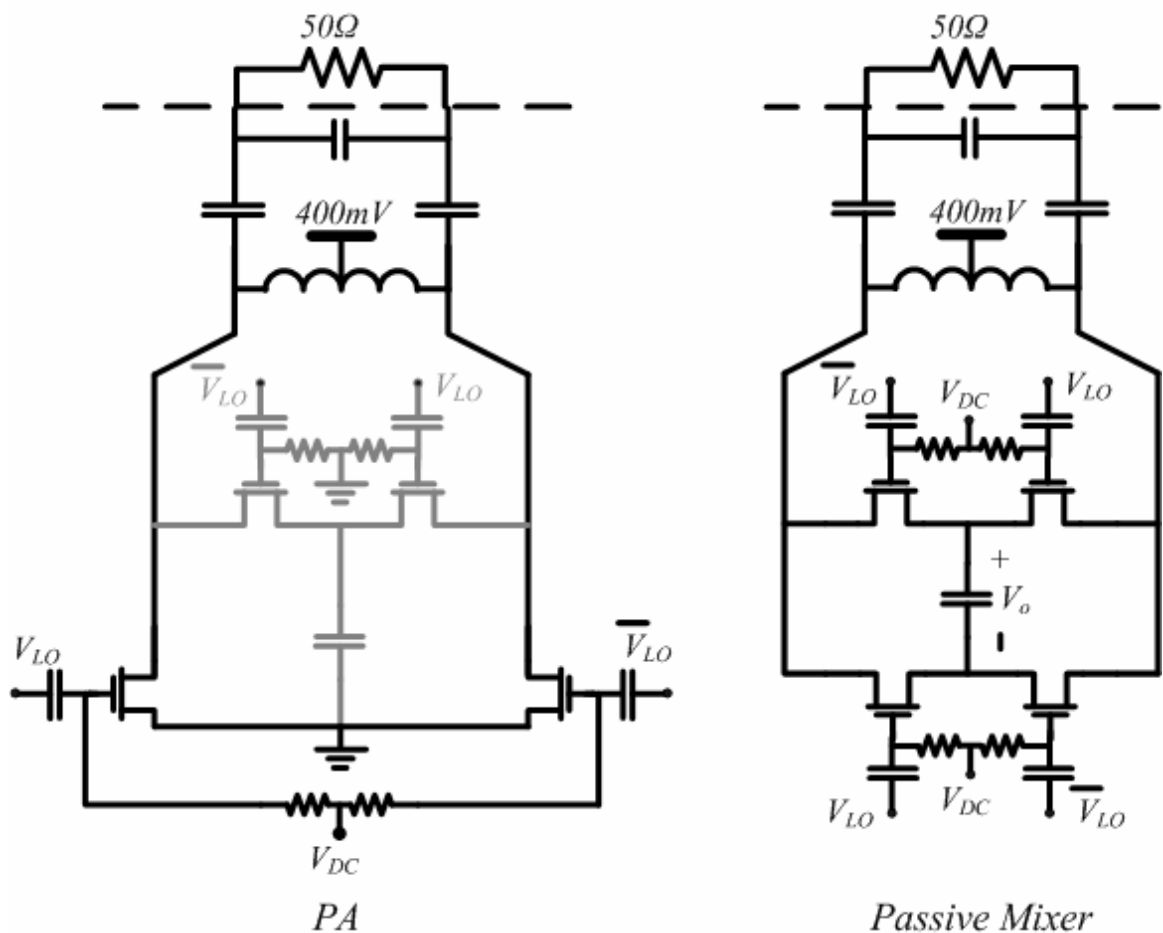 50Ω 50Ω
400mV 400mV
V̅LO VLO V̅LO VDC VLO
+
Vo
VLO V̅LO −
VLO VDC V̅LO
VDC
PA Passive Mixer